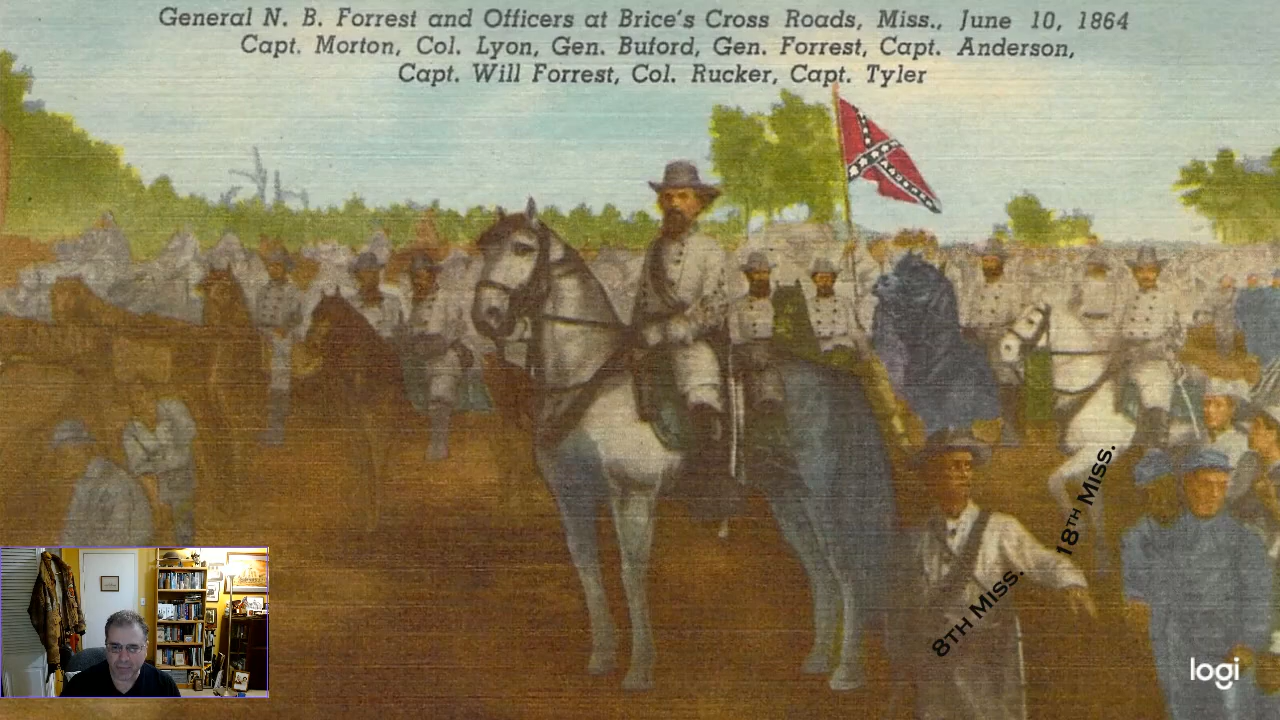 General N. B. Forrest and Officers at Brice's Cross Roads, Miss., June 10, 1864
Capt. Morton, Col. Lyon, Gen. Buford, Gen. Forrest, Capt. Anderson,
Capt. Will Forrest, Col. Rucker, Capt. Tyler
18TH MISS.
8TH MISS.
logi